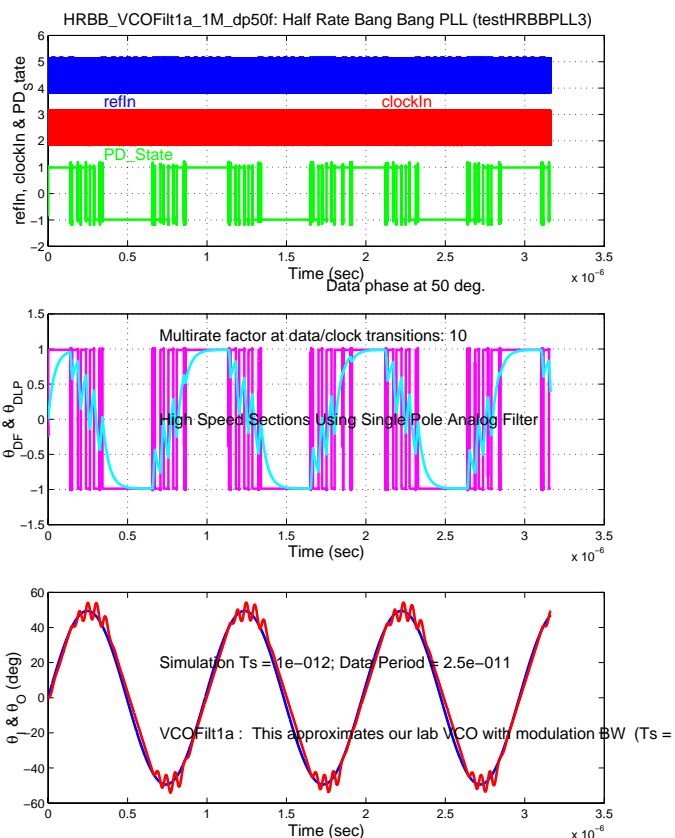 HRBB_VCOFilt1a_1M_dp50f: Half Rate Bang Bang PLL (testHRBBPLL3)
6
5
4
3
2
1
0
−1
−2
refIn, clockIn & PD_State
refIn
clockIn
PD_State
0 0.5 1 1.5 2 2.5 3 3.5
Time (sec)
x 10−6
Data phase at 50 deg.
1.5
1
0.5
0
−0.5
−1
−1.5
θDF & θDLP
Multirate factor at data/clock transitions: 10
High Speed Sections Using Single Pole Analog Filter
0 0.5 1 1.5 2 2.5 3 3.5
Time (sec)
x 10−6
60
40
20
0
−20
−40
−60
θI & θO (deg)
Simulation Ts = 1e−012; Data Period = 2.5e−011
VCOFilt1a : This approximates our lab VCO with modulation BW (Ts =
0 0.5 1 1.5 2 2.5 3 3.5
Time (sec)
x 10−6